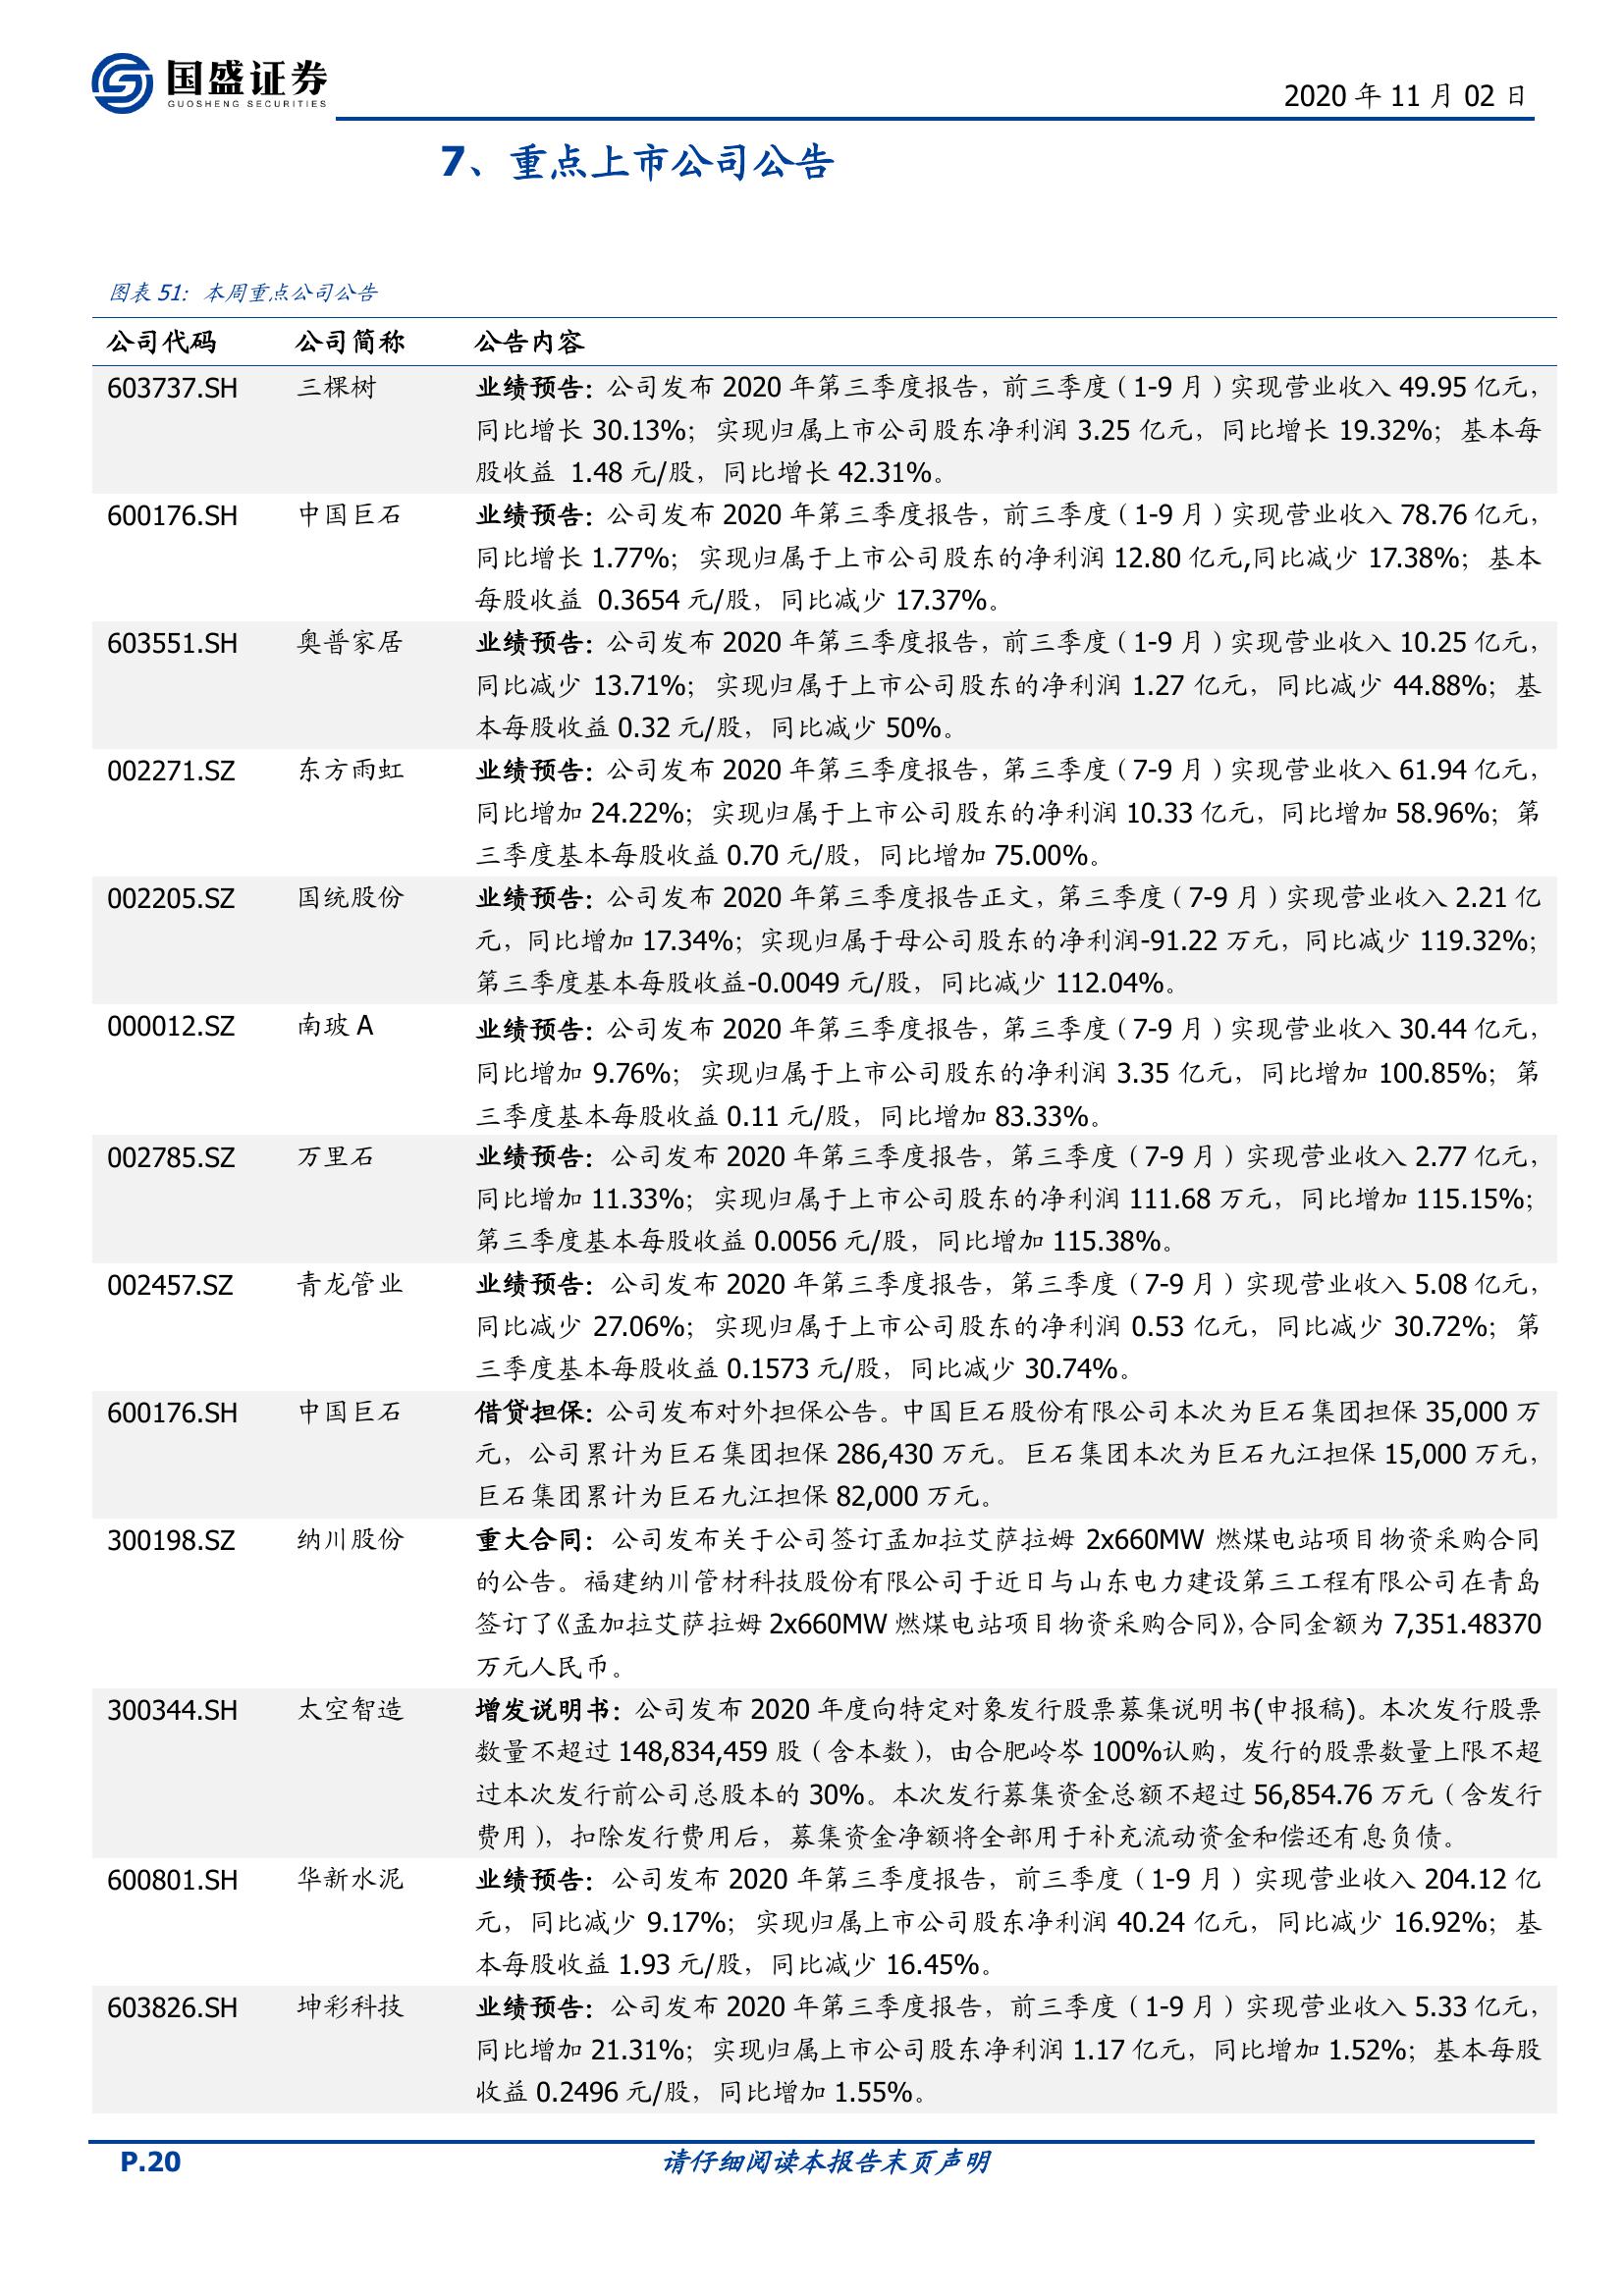 国盛证券
GUOSHENG SECURITIES
2020 年 11 月 02 日
7、重点上市公司公告
图表 51：本周重点公司公告
公司代码 公司简称 公告内容
603737.SH 三棵树 业绩预告：公司发布 2020 年第三季度报告，前三季度（1-9 月）实现营业收入 49.95 亿元，
同比增长 30.13%；实现归属上市公司股东净利润 3.25 亿元，同比增长 19.32%；基本每
股收益 1.48 元/股，同比增长 42.31%。
600176.SH 中国巨石 业绩预告：公司发布 2020 年第三季度报告，前三季度（1-9 月）实现营业收入 78.76 亿元，
同比增长 1.77%；实现归属于上市公司股东的净利润 12.80 亿元,同比减少 17.38%；基本
每股收益 0.3654 元/股，同比减少 17.37%。
603551.SH 奥普家居 业绩预告：公司发布 2020 年第三季度报告，前三季度（1-9 月）实现营业收入 10.25 亿元，
同比减少 13.71%；实现归属于上市公司股东的净利润 1.27 亿元，同比减少 44.88%；基
本每股收益 0.32 元/股，同比减少 50%。
002271.SZ 东方雨虹 业绩预告：公司发布 2020 年第三季度报告，第三季度（7-9 月）实现营业收入 61.94 亿元，
同比增加 24.22%；实现归属于上市公司股东的净利润 10.33 亿元，同比增加 58.96%；第
三季度基本每股收益 0.70 元/股，同比增加 75.00%。
002205.SZ 国统股份 业绩预告：公司发布 2020 年第三季度报告正文，第三季度（7-9 月）实现营业收入 2.21 亿
元，同比增加 17.34%；实现归属于母公司股东的净利润-91.22 万元，同比减少 119.32%；
第三季度基本每股收益-0.0049 元/股，同比减少 112.04%。
000012.SZ 南玻 A 业绩预告：公司发布 2020 年第三季度报告，第三季度（7-9 月）实现营业收入 30.44 亿元，
同比增加 9.76%；实现归属于上市公司股东的净利润 3.35 亿元，同比增加 100.85%；第
三季度基本每股收益 0.11 元/股，同比增加 83.33%。
002785.SZ 万里石 业绩预告：公司发布 2020 年第三季度报告，第三季度（7-9 月）实现营业收入 2.77 亿元，
同比增加 11.33%；实现归属于上市公司股东的净利润 111.68 万元，同比增加 115.15%；
第三季度基本每股收益 0.0056 元/股，同比增加 115.38%。
002457.SZ 青龙管业 业绩预告：公司发布 2020 年第三季度报告，第三季度（7-9 月）实现营业收入 5.08 亿元，
同比减少 27.06%；实现归属于上市公司股东的净利润 0.53 亿元，同比减少 30.72%；第
三季度基本每股收益 0.1573 元/股，同比减少 30.74%。
600176.SH 中国巨石 借贷担保：公司发布对外担保公告。中国巨石股份有限公司本次为巨石集团担保 35,000 万
元，公司累计为巨石集团担保 286,430 万元。巨石集团本次为巨石九江担保 15,000 万元，
巨石集团累计为巨石九江担保 82,000 万元。
300198.SZ 纳川股份 重大合同：公司发布关于公司签订孟加拉艾萨拉姆 2x660MW 燃煤电站项目物资采购合同
的公告。福建纳川管材科技股份有限公司于近日与山东电力建设第三工程有限公司在青岛
签订了《孟加拉艾萨拉姆 2x660MW 燃煤电站项目物资采购合同》，合同金额为 7,351.48370
万元人民币。
300344.SH 太空智造 增发说明书：公司发布 2020 年度向特定对象发行股票募集说明书(申报稿)。本次发行股票
数量不超过 148,834,459 股（含本数），由合肥岭岑 100%认购，发行的股票数量上限不超
过本次发行前公司总股本的 30%。本次发行募集资金总额不超过 56,854.76 万元（含发行
费用），扣除发行费用后，募集资金净额将全部用于补充流动资金和偿还有息负债。
600801.SH 华新水泥 业绩预告：公司发布 2020 年第三季度报告，前三季度（1-9 月）实现营业收入 204.12 亿
元，同比减少 9.17%；实现归属上市公司股东净利润 40.24 亿元，同比减少 16.92%；基
本每股收益 1.93 元/股，同比减少 16.45%。
603826.SH 坤彩科技 业绩预告：公司发布 2020 年第三季度报告，前三季度（1-9 月）实现营业收入 5.33 亿元，
同比增加 21.31%；实现归属上市公司股东净利润 1.17 亿元，同比增加 1.52%；基本每股
收益 0.2496 元/股，同比增加 1.55%。
P.20 请仔细阅读本报告末页声明